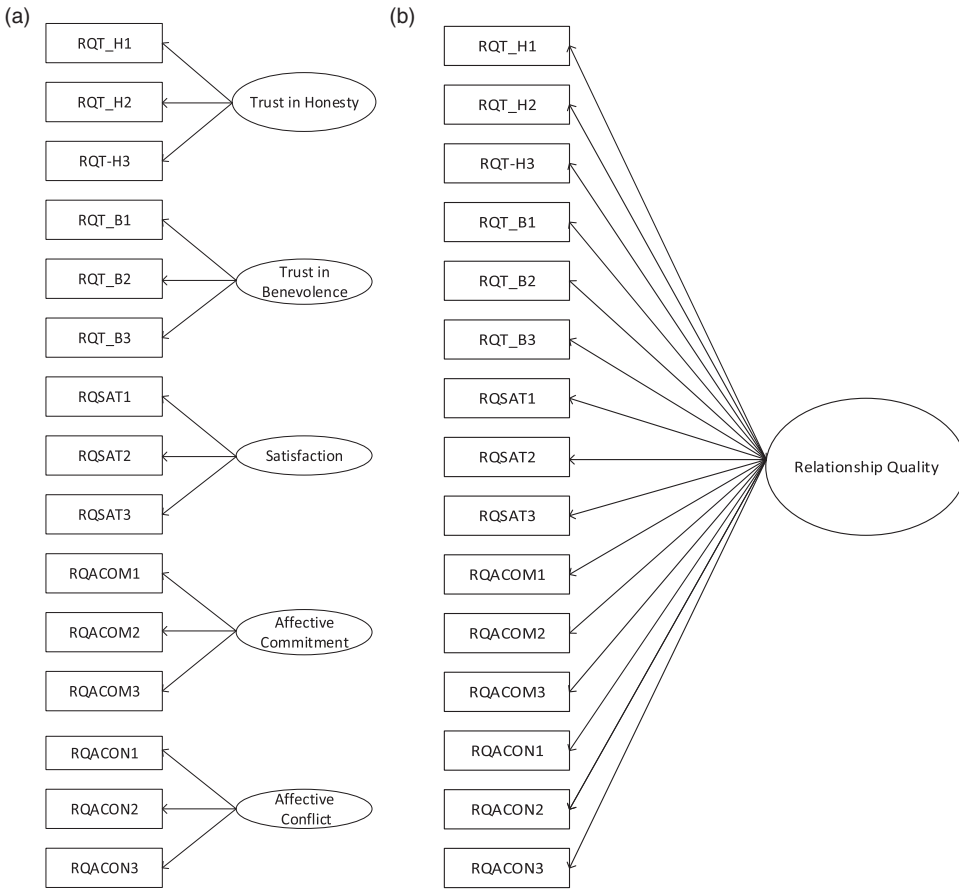 (a)
RQT_H1
RQT_H2
RQT-H3
Trust in Honesty
RQT_B1
RQT_B2
RQT_B3
Trust in
Benevolence
RQSAT1
RQSAT2
RQSAT3
Satisfaction
RQACOM1
RQACOM2
RQACOM3
Affective
Commitment
RQACON1
RQACON2
RQACON3
Affective
Conflict
(b)
RQT_H1
RQT_H2
RQT-H3
RQT_B1
RQT_B2
RQT_B3
RQSAT1
RQSAT2
RQSAT3
RQACOM1
RQACOM2
RQACOM3
RQACON1
RQACON2
RQACON3
Relationship Quality